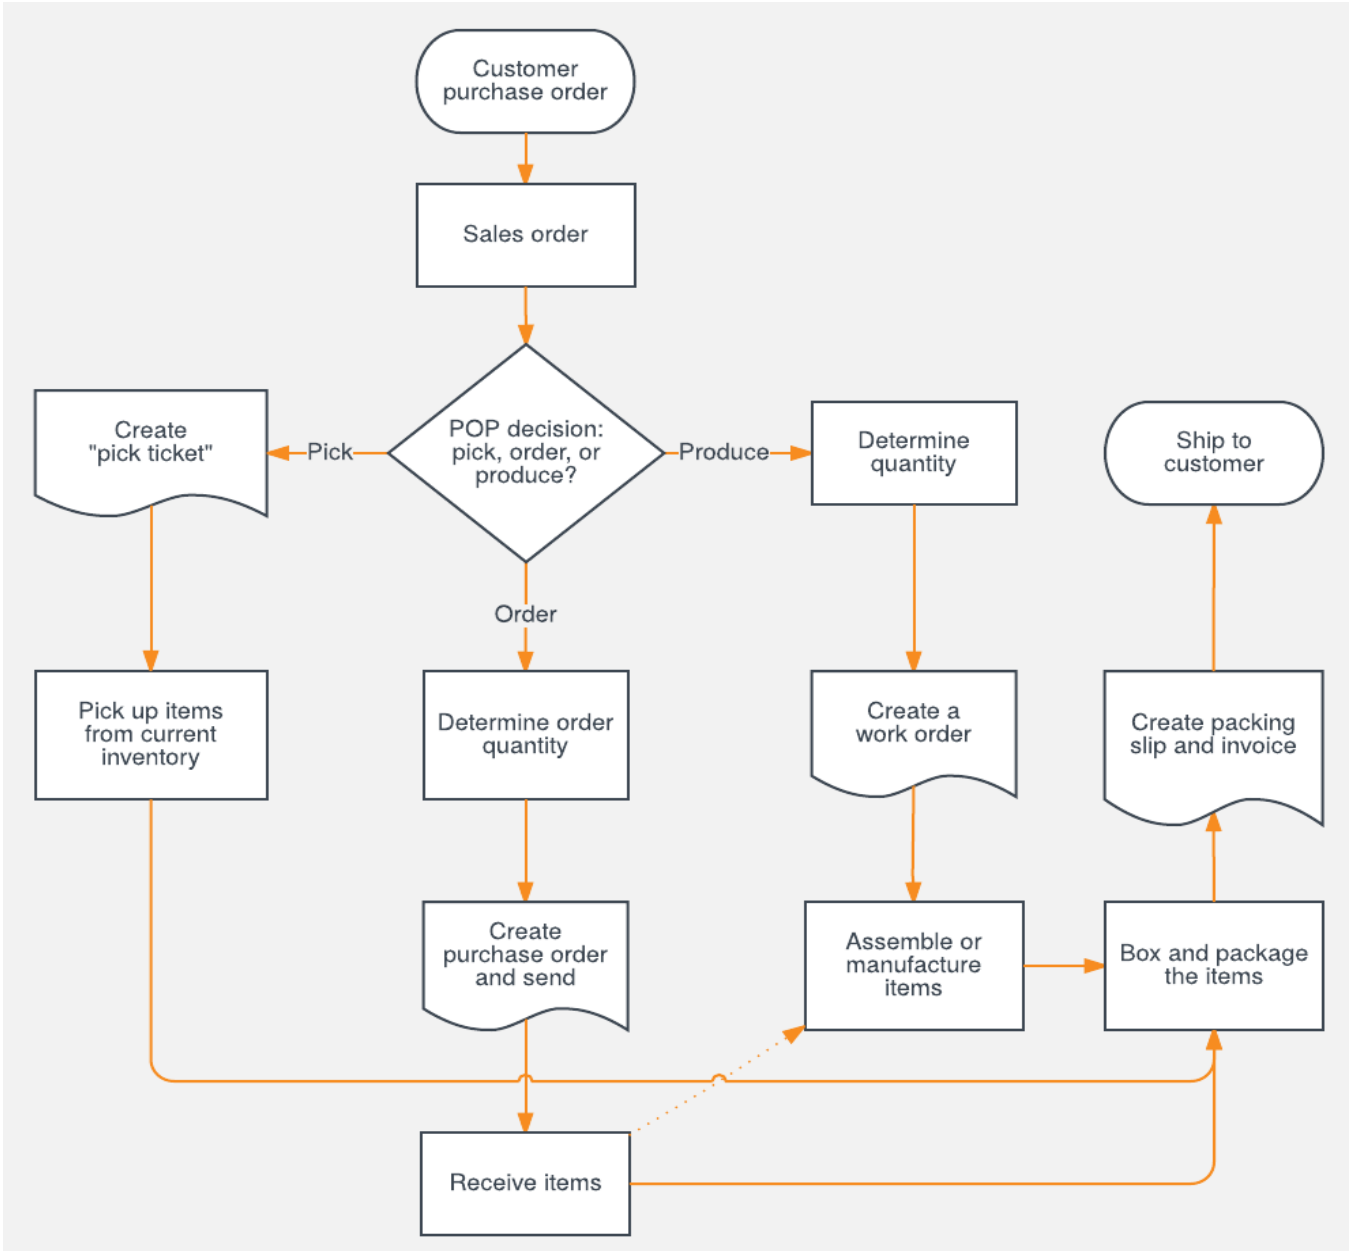 Customer
purchase order
Sales order
POP decision:
pick, order, or
produce?
Pick
Create
"pick ticket"
Pick up items
from current
inventory
Order
Determine order
quantity
Create
purchase order
and send
Receive items
Produce
Determine
quantity
Create a
work order
Assemble or
manufacture
items
Box and package
the items
Create packing
slip and invoice
Ship to
customer